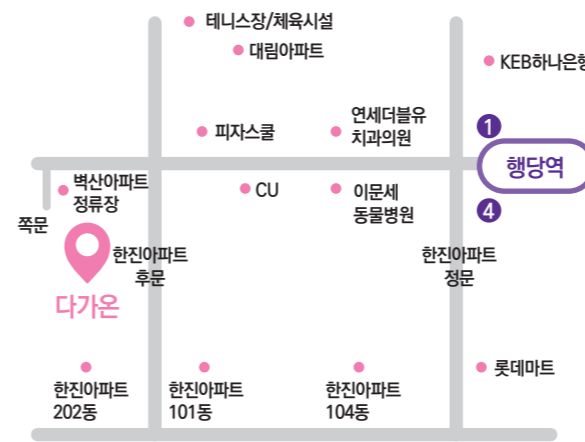 테니스장/체육시설
대림아파트
KEB하나은행
피자스쿨
연세더블유
치과의원
1
행당역
4
벽산아파트
정류장
CU
이문세
동물병원
쪽문
한진아파트
후문
한진아파트
정문
다가온
한진아파트
202동
한진아파트
101동
한진아파트
104동
롯데마트